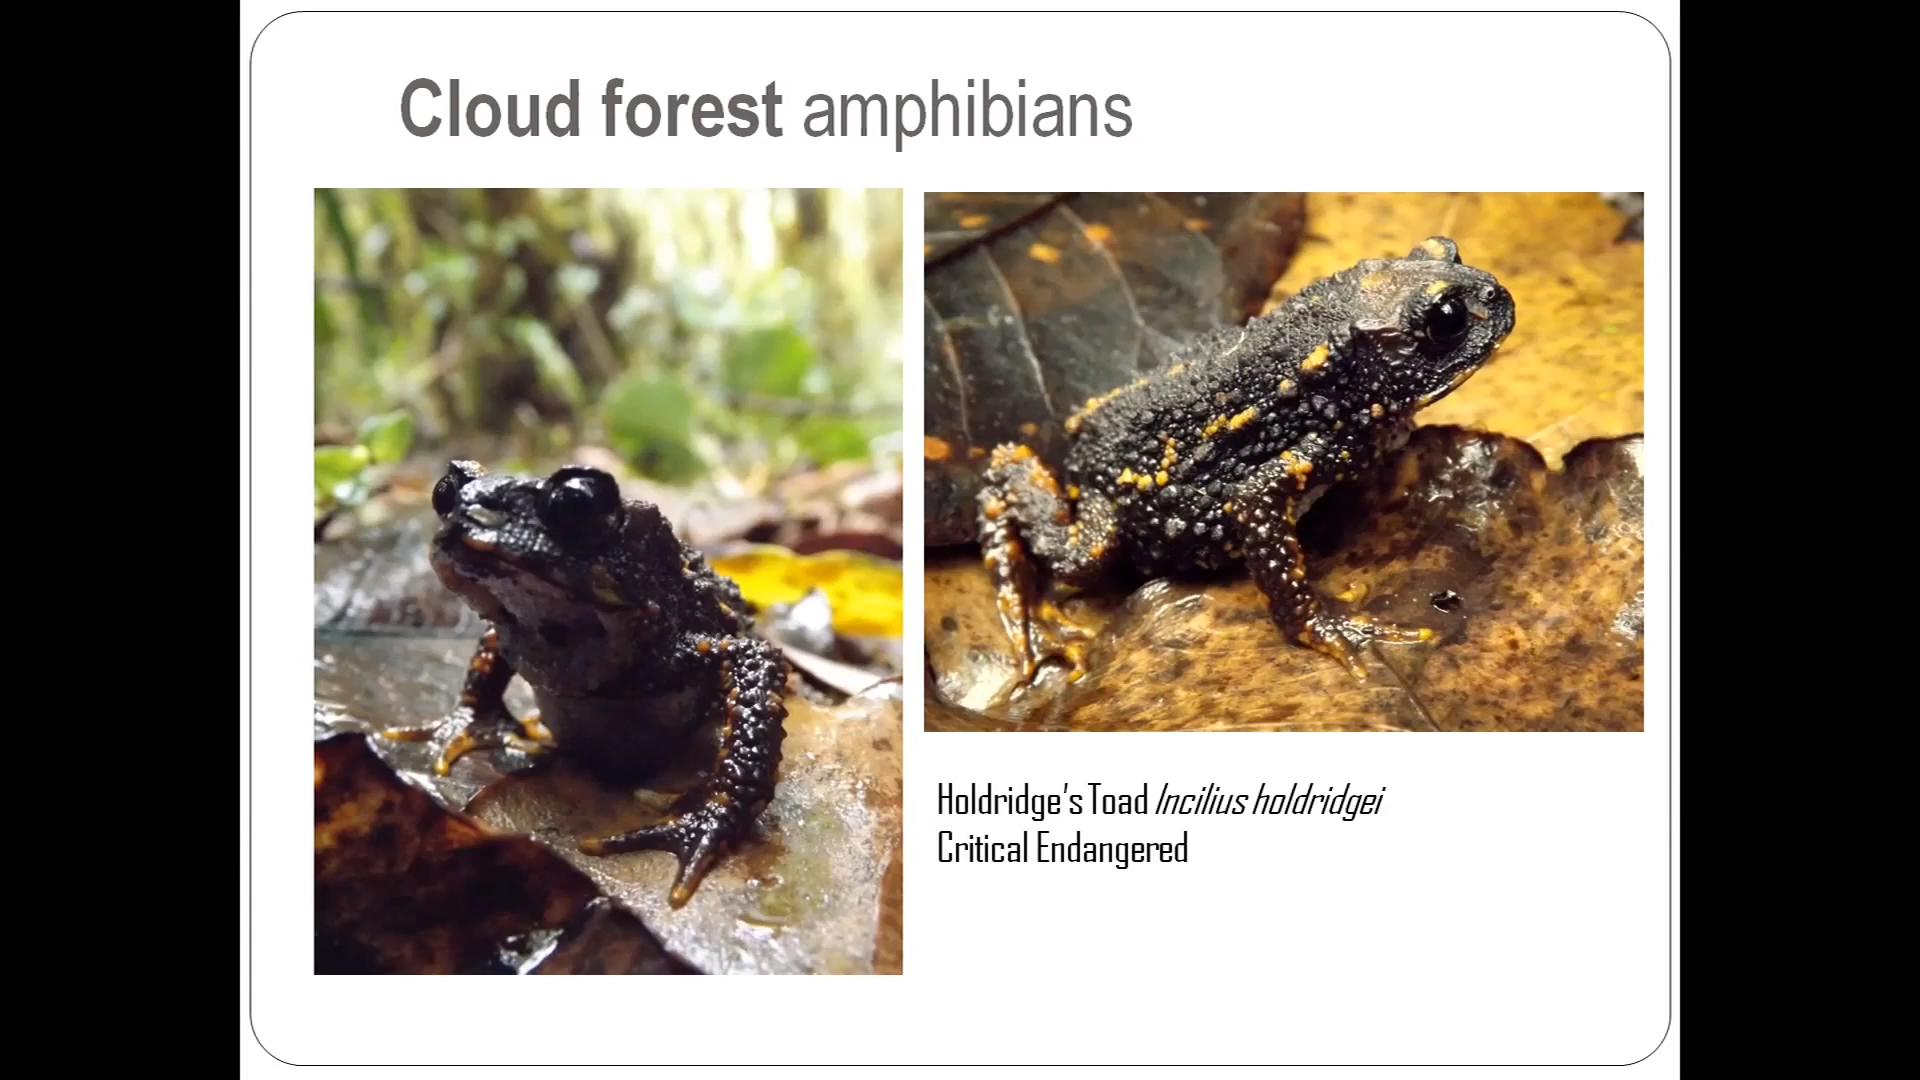 Cloud forest amphibians
Holdridge's Toad Incilius holdridgei
Critical Endangered